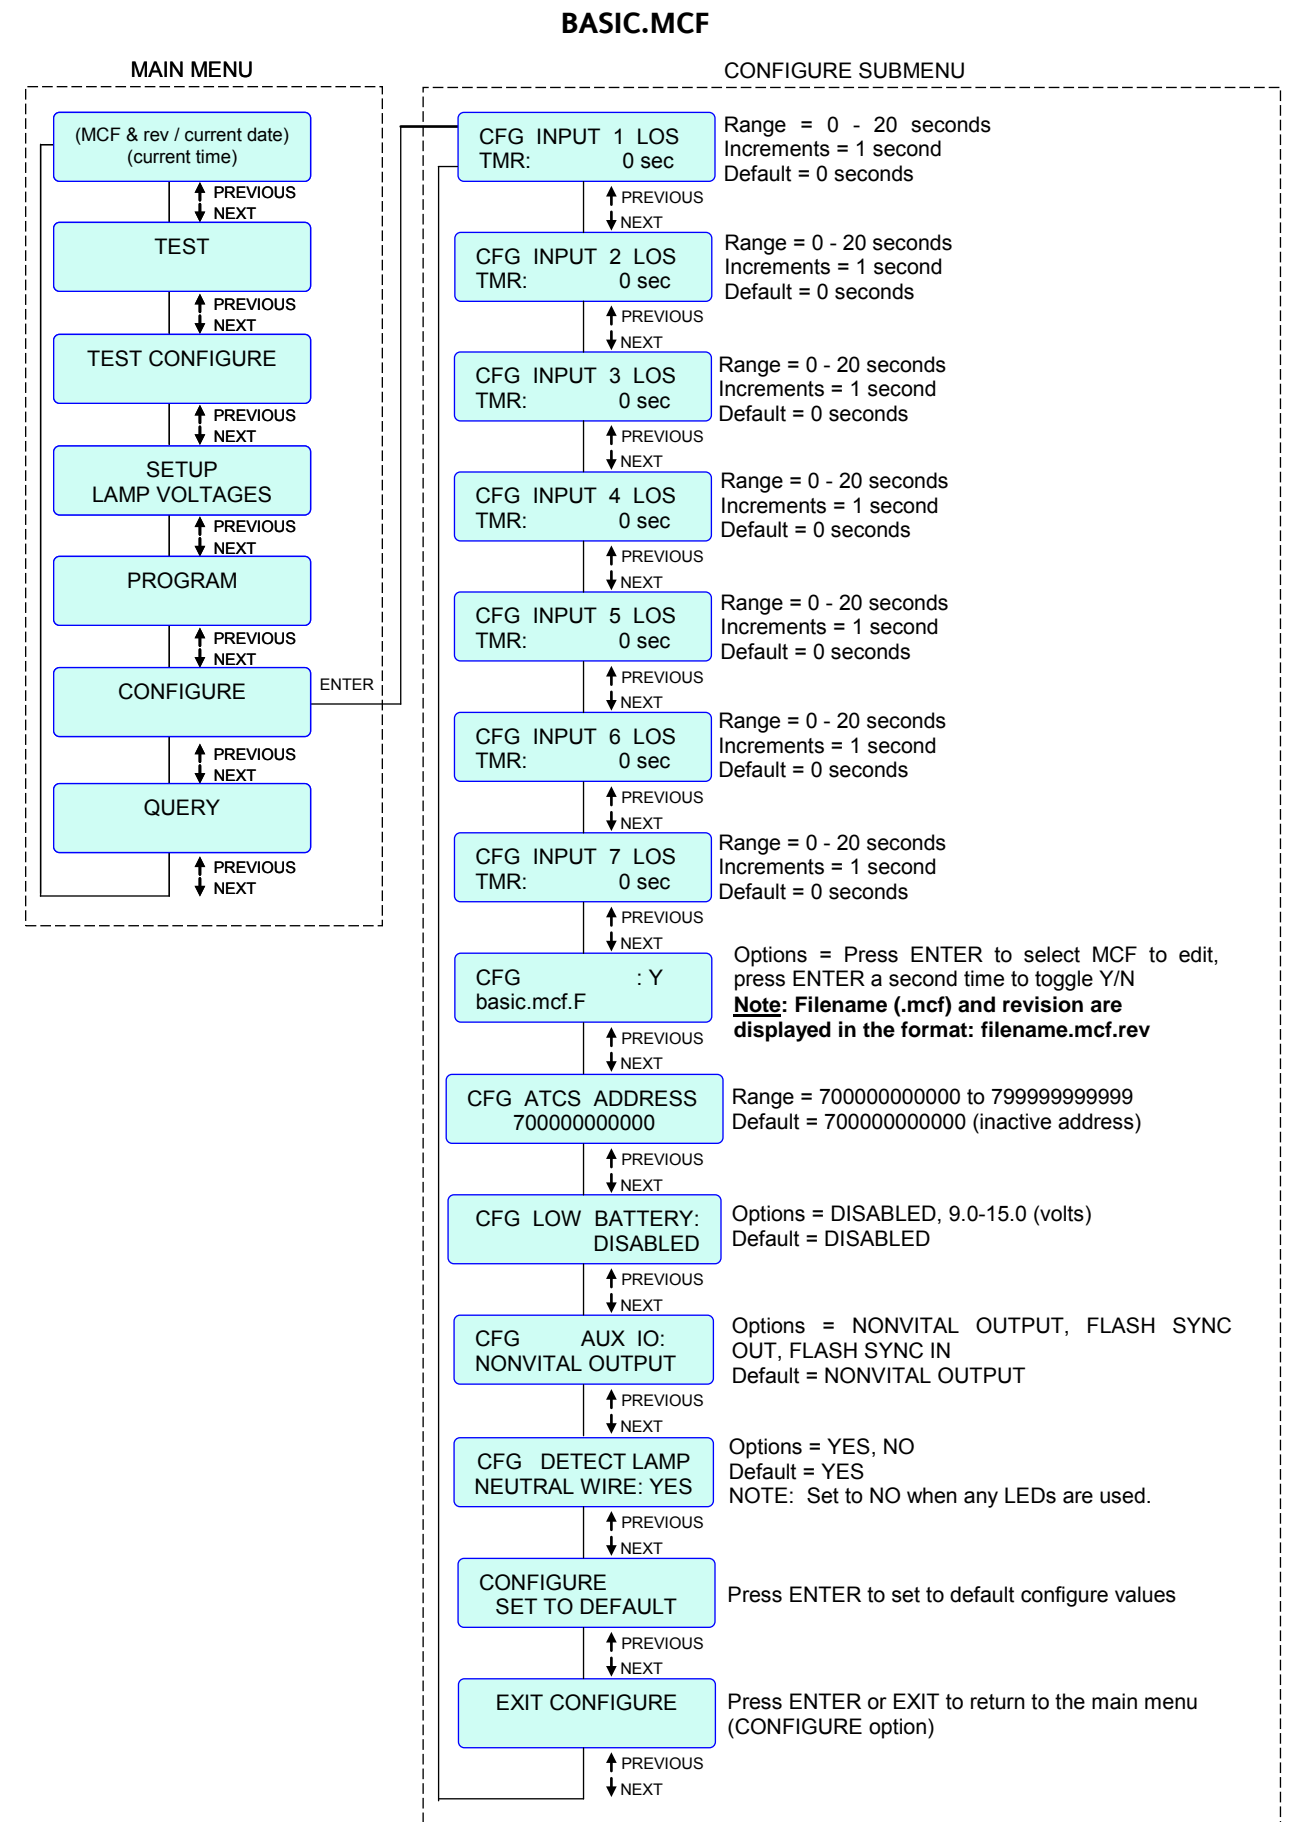 BASIC.MCF
MAIN MENU
(MCF & rev / current date)
(current time)
PREVIOUS
NEXT
TEST
PREVIOUS
NEXT
TEST CONFIGURE
PREVIOUS
NEXT
SETUP
LAMP VOLTAGES
PREVIOUS
NEXT
PROGRAM
PREVIOUS
NEXT
CONFIGURE
ENTER
PREVIOUS
NEXT
QUERY
PREVIOUS
NEXT
CONFIGURE SUBMENU
CFG INPUT 1 LOS
TMR: 0 sec
Range = 0 - 20 seconds
Increments = 1 second
Default = 0 seconds
PREVIOUS
NEXT
CFG INPUT 2 LOS
TMR: 0 sec
Range = 0 - 20 seconds
Increments = 1 second
Default = 0 seconds
PREVIOUS
NEXT
CFG INPUT 3 LOS
TMR: 0 sec
Range = 0 - 20 seconds
Increments = 1 second
Default = 0 seconds
PREVIOUS
NEXT
CFG INPUT 4 LOS
TMR: 0 sec
Range = 0 - 20 seconds
Increments = 1 second
Default = 0 seconds
PREVIOUS
NEXT
CFG INPUT 5 LOS
TMR: 0 sec
Range = 0 - 20 seconds
Increments = 1 second
Default = 0 seconds
PREVIOUS
NEXT
CFG INPUT 6 LOS
TMR: 0 sec
Range = 0 - 20 seconds
Increments = 1 second
Default = 0 seconds
PREVIOUS
NEXT
CFG INPUT 7 LOS
TMR: 0 sec
Range = 0 - 20 seconds
Increments = 1 second
Default = 0 seconds
PREVIOUS
NEXT
CFG : Y
basic.mcf.F
Options = Press ENTER to select MCF to edit,
press ENTER a second time to toggle Y/N
Note: Filename (.mcf) and revision are
displayed in the format: filename.mcf.rev
PREVIOUS
NEXT
CFG ATCS ADDRESS
700000000000
Range = 700000000000 to 799999999999
Default = 700000000000 (inactive address)
PREVIOUS
NEXT
CFG LOW BATTERY:
DISABLED
Options = DISABLED, 9.0-15.0 (volts)
Default = DISABLED
PREVIOUS
NEXT
CFG AUX IO:
NONVITAL OUTPUT
Options = NONVITAL OUTPUT, FLASH SYNC
OUT, FLASH SYNC IN
Default = NONVITAL OUTPUT
PREVIOUS
NEXT
CFG DETECT LAMP
NEUTRAL WIRE: YES
Options = YES, NO
Default = YES
NOTE: Set to NO when any LEDs are used.
PREVIOUS
NEXT
CONFIGURE
SET TO DEFAULT
Press ENTER to set to default configure values
PREVIOUS
NEXT
EXIT CONFIGURE
Press ENTER or EXIT to return to the main menu
(CONFIGURE option)
PREVIOUS
NEXT